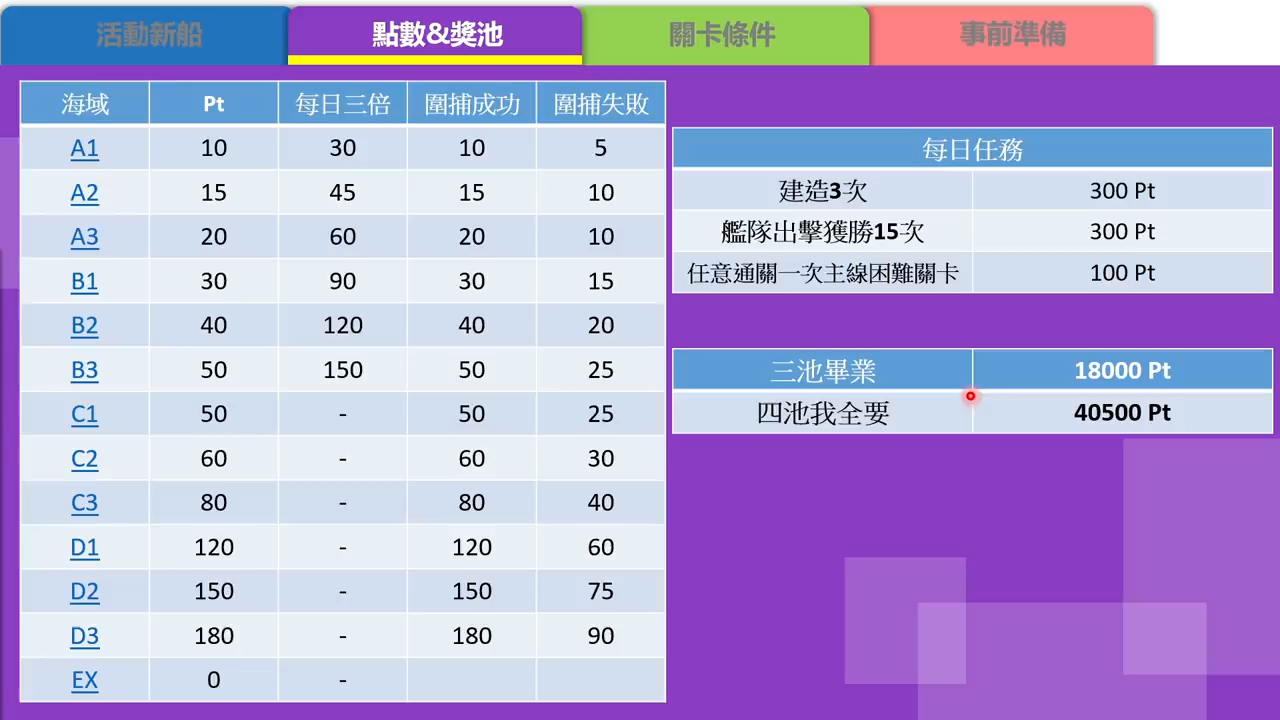 活動新船 點數&獎池 關卡條件 事前準備
海域 Pt 每日三倍 圍捕成功 圍捕失敗
A1 10 30 10 5
A2 15 45 15 10
A3 20 60 20 10
B1 30 90 30 15
B2 40 120 40 20
B3 50 150 50 25
C1 50 - 50 25
C2 60 - 60 30
C3 80 - 80 40
D1 120 - 120 60
D2 150 - 150 75
D3 180 - 180 90
EX 0 -
每日任務
建造3次 300 Pt
艦隊出擊獲勝15次 300 Pt
任意通關一次主線困難關卡 100 Pt
三池畢業 18000 Pt
四池我全要 40500 Pt